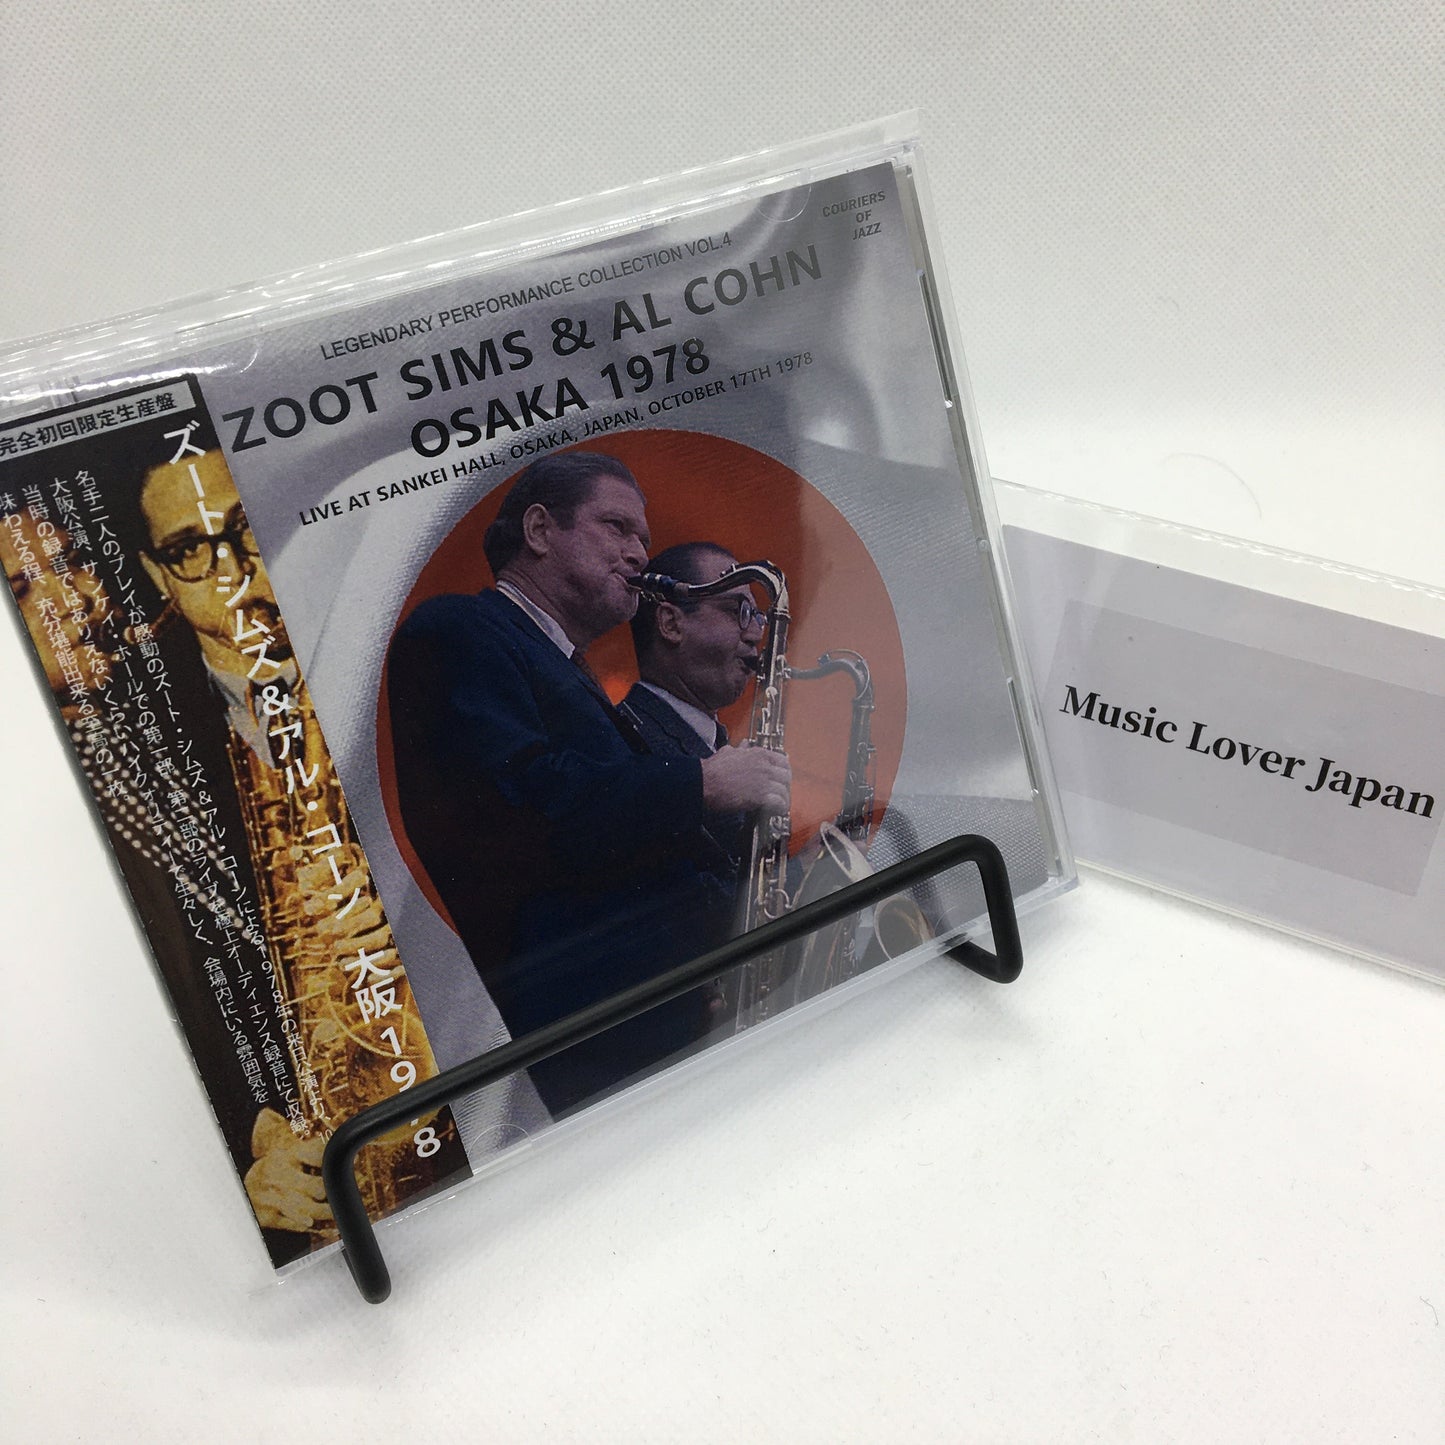 COURIERS
OF
JAZZ
LEGENDARY PERFORMANCE COLLECTION VOL.4
ZOOT SIMS & AL COHN
OSAKA 1978
LIVE AT SANKEI HALL, OSAKA, JAPAN, OCTOBER 17TH 1978
完全初回限定生産盤
ズート・シムズ&アル・コーン 大阪 19 8
名手二人のプレイが感動のズート・シムズ&アル・コーンによる1978年の来日公演より、10
大阪公演、サンケイ・ホールでの第一部、第二部のライブを極上オーディエンス録音にて収録。
当時の録音ではありえないくらいハイクオリティーで生々しく、会場内にいる雰囲気を
味わえる程、充分堪能出来る至高の一枚
Music Lover Japan